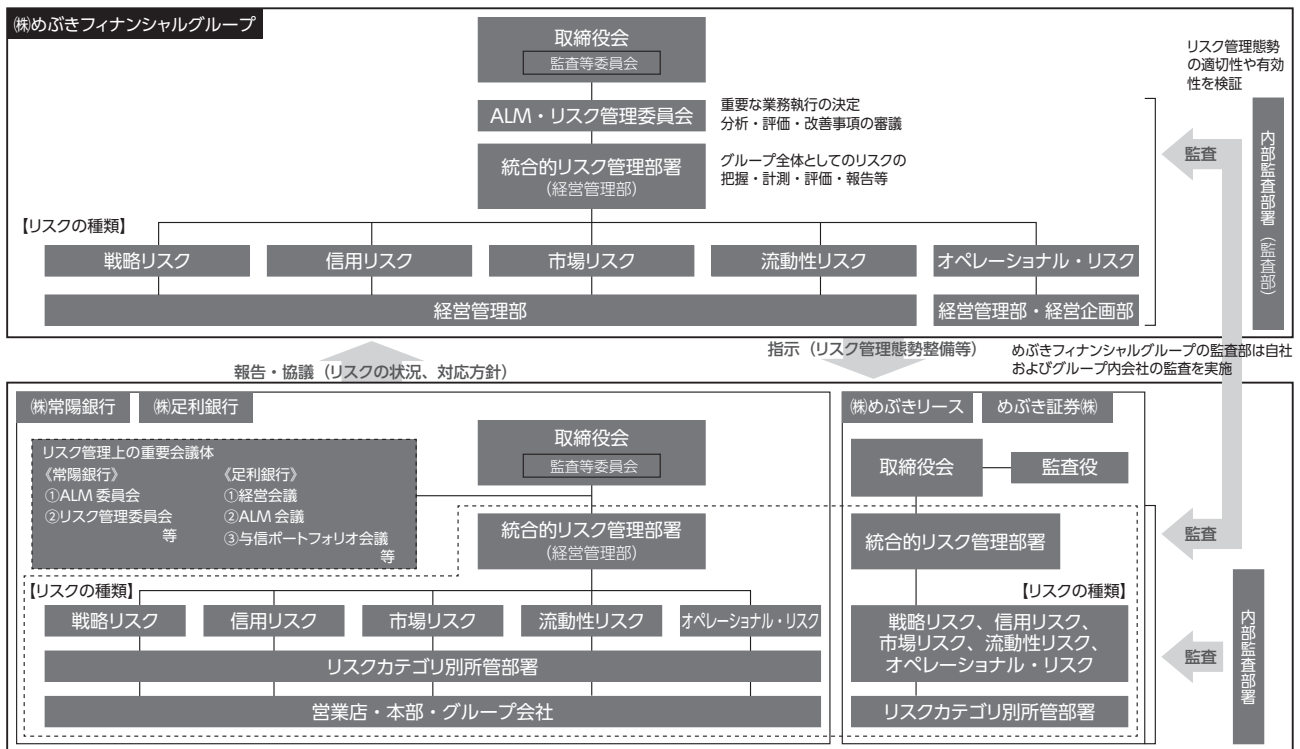 ㈱めぶきフィナンシャルグループ
取締役会
監査等委員会
リスク管理態勢
の適切性や有効
性を検証
ALM・リスク管理委員会
重要な業務執行の決定
分析・評価・改善事項の審議
監査
内部監査部署（監査部）
統合的リスク管理部署
（経営管理部）
グループ全体としてのリスクの
把握・計測・評価・報告等
【リスクの種類】
戦略リスク
信用リスク
市場リスク
流動性リスク
オペレーショナル・リスク
経営管理部
経営管理部・経営企画部
指示（リスク管理態勢整備等）
めぶきフィナンシャルグループの監査部は自社
およびグループ内会社の監査を実施
報告・協議（リスクの状況、対応方針）
㈱常陽銀行
㈱足利銀行
リスク管理上の重要会議体
《常陽銀行》
①ALM 委員会
②リスク管理委員会
等
《足利銀行》
①経営会議
②ALM 会議
③与信ポートフォリオ会議
等
取締役会
監査等委員会
統合的リスク管理部署
（経営管理部）
【リスクの種類】
戦略リスク
信用リスク
市場リスク
流動性リスク
オペレーショナル・リスク
リスクカテゴリ別所管部署
営業店・本部・グループ会社
㈱めぶきリース
めぶき証券㈱
取締役会
監査役
統合的リスク管理部署
【リスクの種類】
戦略リスク、信用リスク、
市場リスク、流動性リスク、
オペレーショナル・リスク
リスクカテゴリ別所管部署
監査
監査
内部監査部署